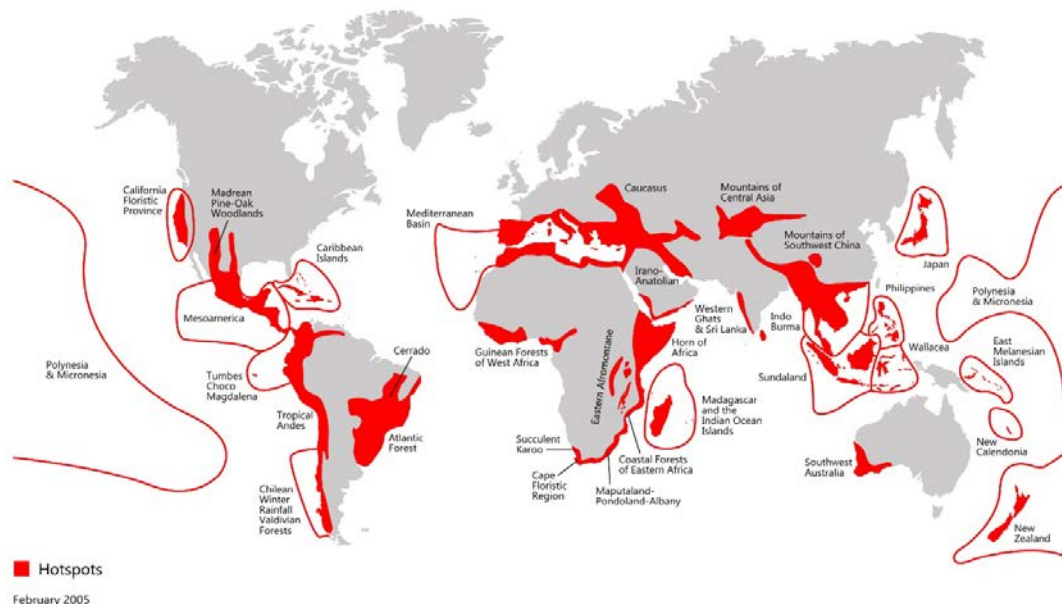 California
Floristic
Province
Madrean
Pine-Oak
Woodlands
Caribbean
Islands
Mesoamerica
Polynesia
& Micronesia
Tumbes
Choco
Magdalena
Tropical
Andes
Cerrado
Atlantic
Forest
Chilean
Winter
Rainfall
Valdivian
Forests
Mediterranean
Basin
Caucasus
Irano-
Anatolian
Mountains of
Central Asia
Mountains of
Southwest China
Japan
Polynesia
& Micronesia
Philippines
Western
Ghats
& Sri Lanka
Indo
Burma
Guinean Forests
of West Africa
Horn of
Africa
Eastern Afromontane
Wallacea
East
Melanesian
Islands
Sundaland
Madagascar
and the
Indian Ocean
Islands
Succulent
Karoo
Cape
Floristic
Region
Coastal Forests
of Eastern Africa
Maputaland-
Pondoland-Albany
Southwest
Australia
New
Calendonia
New
Zealand
Hotspots
February 2005